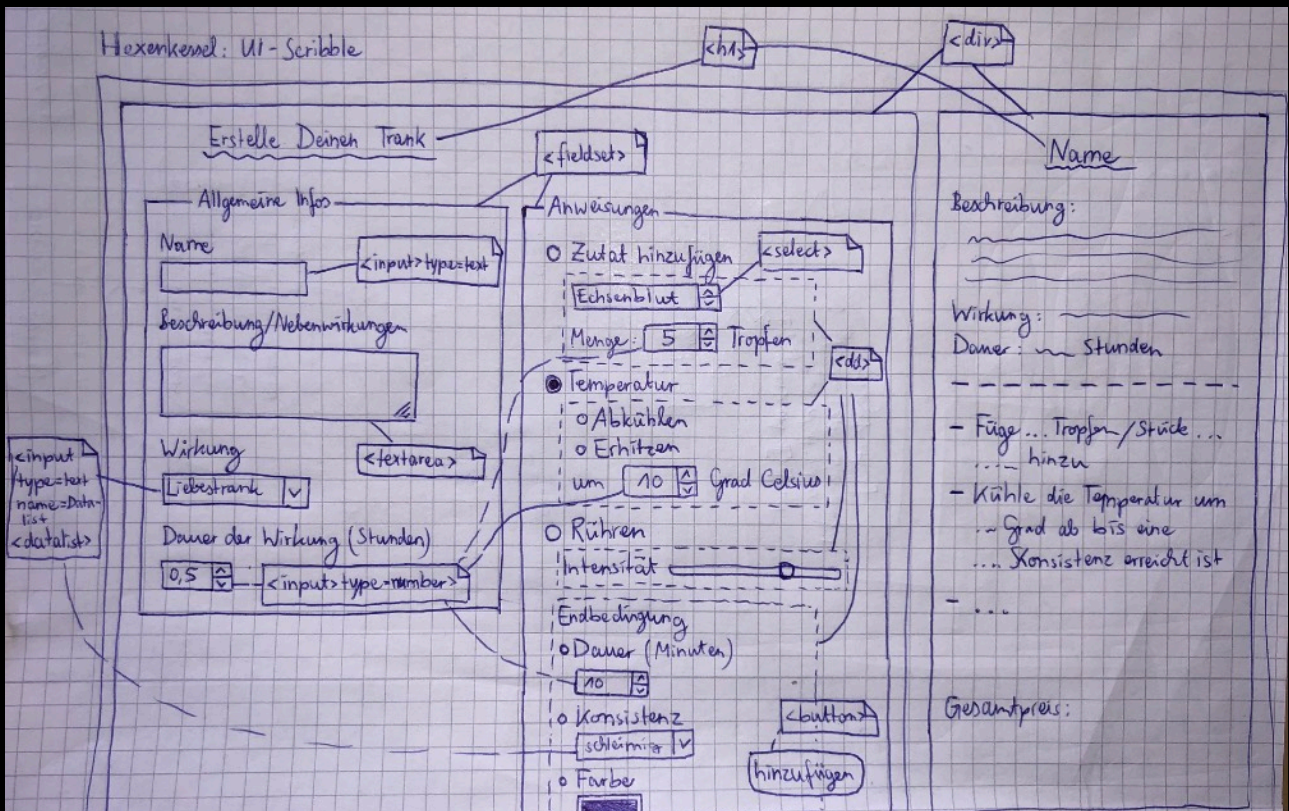 Hexenkessel: UI-Scribble
<h1>
<div>
Erstelle Deinen Trank
<fieldset>
Allgemeine Infos
Name
<input> type=text
Beschreibung/Nebenwirkungen
<textarea>
Wirkung
Liebestrank
<input
type=text
name=Data-
list
<datalist>
Dauer der Wirkung (Stunden)
0,5
<input> type=number>
Anweisungen
Zutat hinzufügen
<select>
Echsenblut
Menge: 5 Tropfen
<dd>
Temperatur
Abkühlen
Erhitzen
um 10 Grad Celsius
Rühren
Intensität
Endbedingung
Dauer (Minuten)
10
Konsistenz
schleimig
Farbe
<button>
hinzufügen
Name
Beschreibung:
Wirkung:
Dauer: Stunden
- Füge ... Tropfen/Stück ...
.... hinzu
- Kühle die Temperatur um
... Grad ab bis eine
.... Konsistenz erreicht ist
- ...
Gesamtpreis: